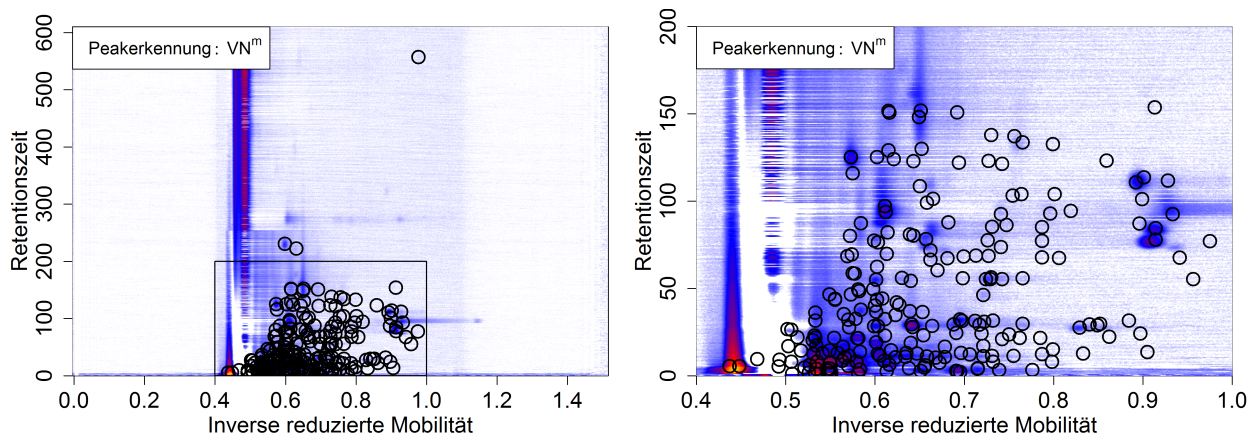 Peakerkennung: VNᵐ
600
500
400
300
200
100
0
Retentionszeit
0.0 0.2 0.4 0.6 0.8 1.0 1.2 1.4
Inverse reduzierte Mobilität
Peakerkennung: VNᵐ
200
150
100
50
0
Retentionszeit
0.4 0.5 0.6 0.7 0.8 0.9 1.0
Inverse reduzierte Mobilität